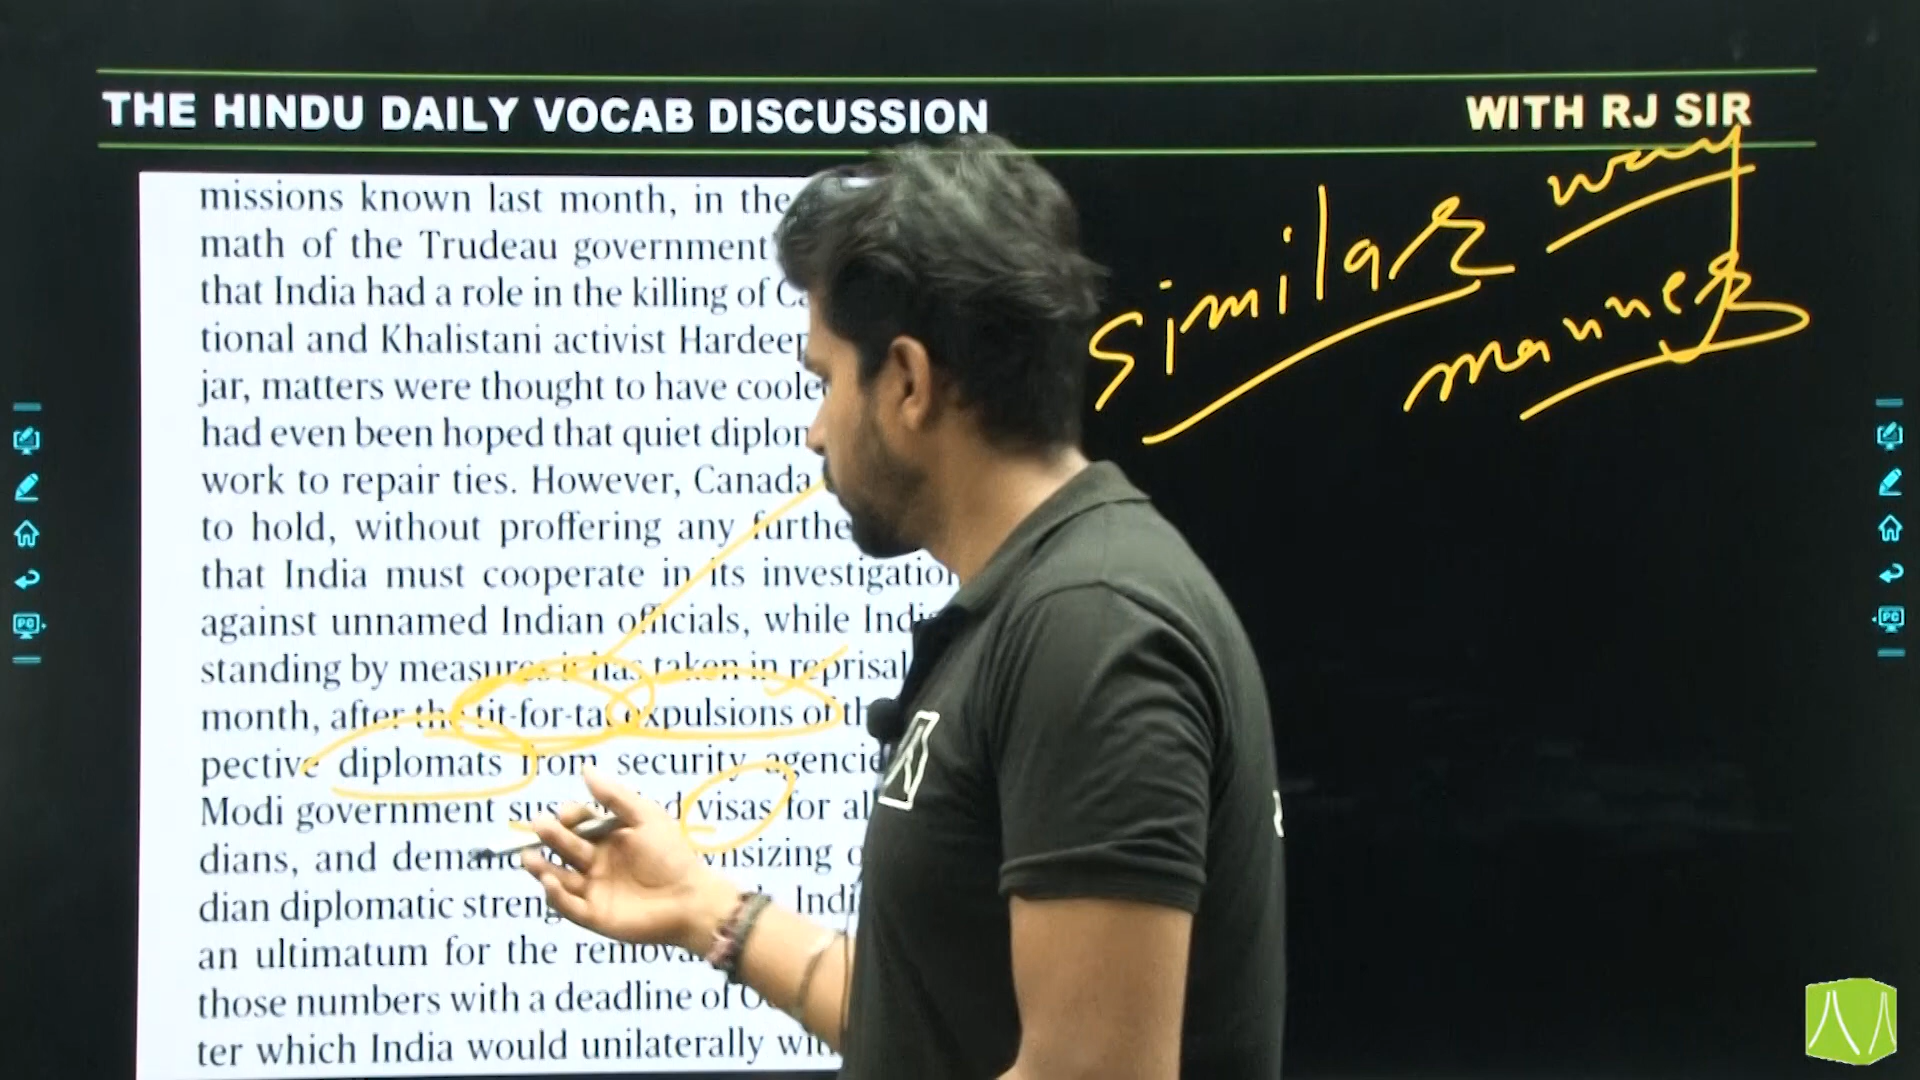 THE HINDU DAILY VOCAB DISCUSSION
WITH RJ SIR
similar way
manner
missions known last month, in the
math of the Trudeau government'
that India had a role in the killing of Ca
tional and Khalistani activist Hardeep
jar, matters were thought to have coole
had even been hoped that quiet diplom
work to repair ties. However, Canada
to hold, without proffering any furthe
that India must cooperate in its investigation
against unnamed Indian officials, while Indi
standing by measures it has taken in reprisal
month, after the tit-for-tat expulsions of th
pective diplomats from security agencie
Modi government visas for al
dians, and
dian diplomatic Indi
an ultimatum for the
those numbers with a deadline of
ter which India would unilaterally
PC
PC